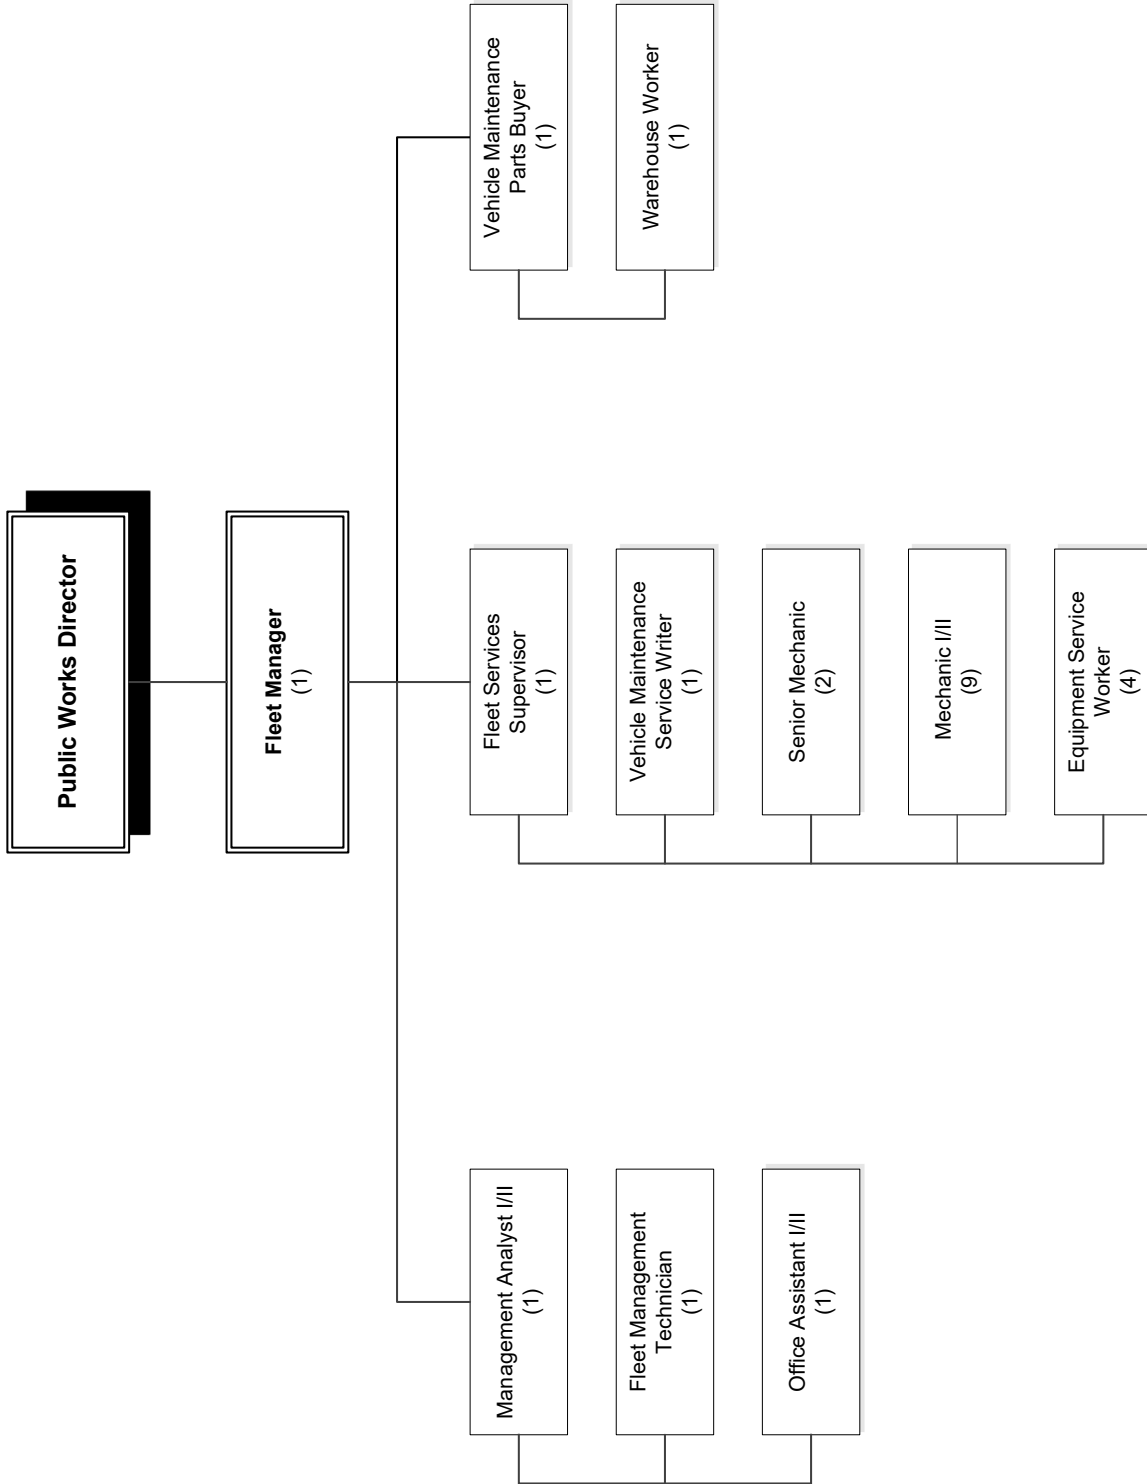 Public Works Director
Fleet Manager
(1)
Management Analyst I/II
(1)
Fleet Management
Technician
(1)
Office Assistant I/II
(1)
Fleet Services
Supervisor
(1)
Vehicle Maintenance
Service Writer
(1)
Senior Mechanic
(2)
Mechanic I/II
(9)
Equipment Service
Worker
(4)
Vehicle Maintenance
Parts Buyer
(1)
Warehouse Worker
(1)